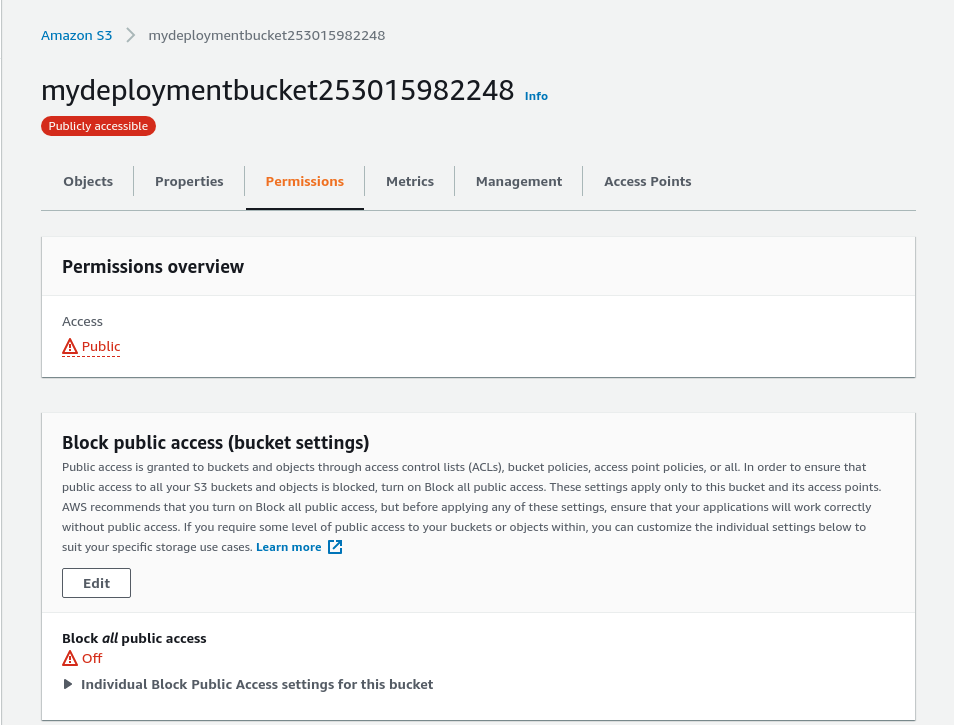 Amazon S3 > mydeploymentbucket253015982248
mydeploymentbucket253015982248 Info
Publicly accessible
Objects Properties Permissions Metrics Management Access Points
Permissions overview
Access
Public
Block public access (bucket settings)
Public access is granted to buckets and objects through access control lists (ACLs), bucket policies, access point policies, or all. In order to ensure that
public access to all your S3 buckets and objects is blocked, turn on Block all public access. These settings apply only to this bucket and its access points.
AWS recommends that you turn on Block all public access, but before applying any of these settings, ensure that your applications will work correctly
without public access. If you require some level of public access to your buckets or objects within, you can customize the individual settings below to
suit your specific storage use cases. Learn more
Edit
Block all public access
Off
Individual Block Public Access settings for this bucket